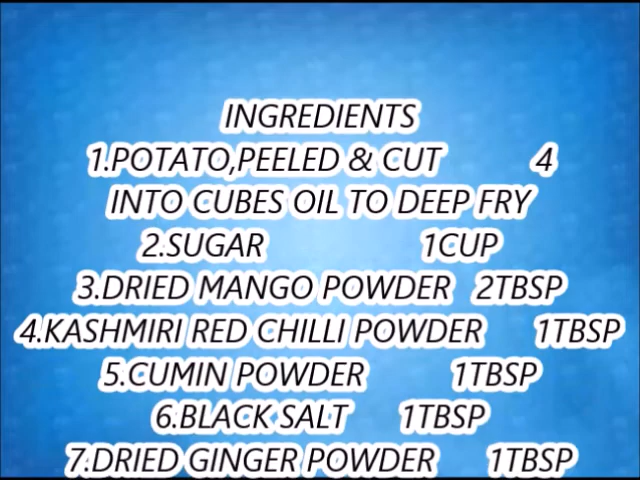 INGREDIENTS
1.POTATO,PEELED & CUT 4
INTO CUBES OIL TO DEEP FRY
2.SUGAR 1CUP
3.DRIED MANGO POWDER 2TBSP
4.KASHMIRI RED CHILLI POWDER 1TBSP
5.CUMIN POWDER 1TBSP
6.BLACK SALT 1TBSP
7.DRIED GINGER POWDER 1TBSP